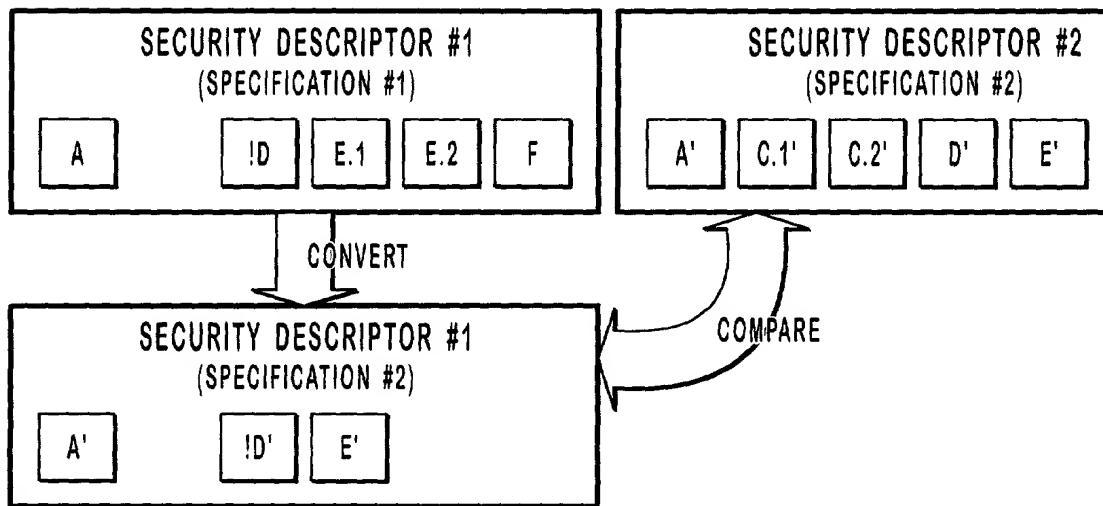 SECURITY DESCRIPTOR #1
(SPECIFICATION #1)
A !D E.1 E.2 F
SECURITY DESCRIPTOR #2
(SPECIFICATION #2)
A' C.1' C.2' D' E'
CONVERT
COMPARE
SECURITY DESCRIPTOR #1
(SPECIFICATION #2)
A' !D' E'